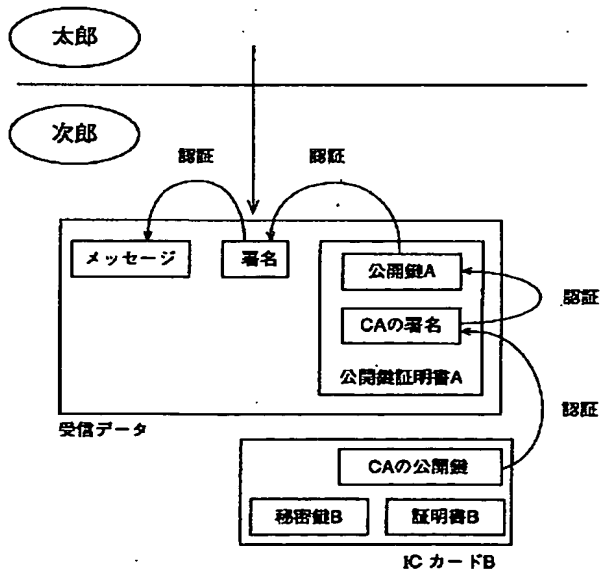 太郎
次郎
認証
認証
メッセージ
署名
公開鍵A
CAの署名
認証
公開鍵証明書A
認証
受信データ
CAの公開鍵
秘密鍵B
証明書B
IC カードB